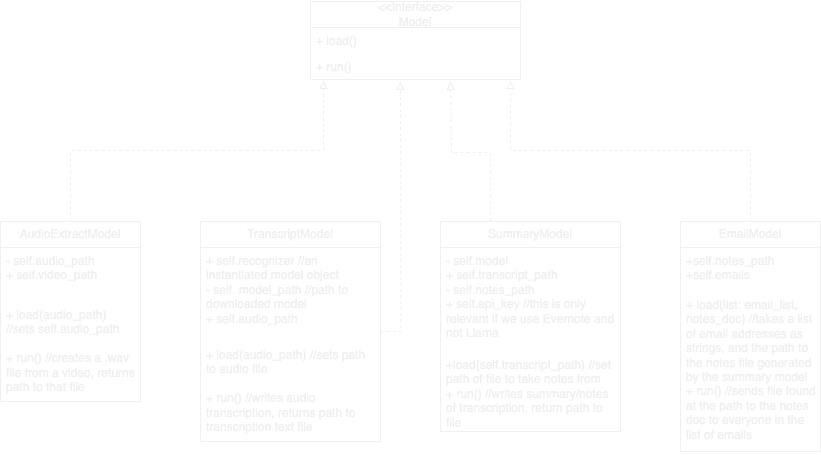 <<Interface>>
Model
+ load()
+ run()
AudioExtractModel
- self.audio_path
+ self.video_path
+ load(audio_path)
//sets self.audio_path
+ run() //creates a .wav
file from a video, returns
path to that file
TranscriptModel
+ self.recognizer //an
instantiated model object
- self. model_path //path to
downloaded model
+ self.audio_path
+ load(audio_path) //sets path
to audio file
+ run() //writes audio
transcription, returns path to
transcription text file
SummaryModel
- self.model
+ self.transcript_path
- self.notes_path
+ self.api_key //this is only
relevant if we use Evernote and
not Llama
+load(self.transcript_path) //set
path of file to take notes from
+ run() //writes summary/notes
of transcription, return path to
file
EmailModel
+self.notes_path
+self.emails
+ load(list: email_list,
notes_doc) //takes a list
of email addresses as
strings, and the path to
the notes file generated
by the summary model
+ run() //sends file found
at the path to the notes
doc to everyone in the
list of emails